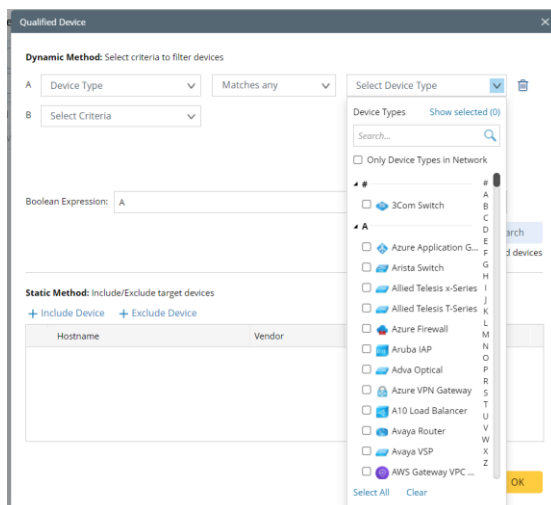 Qualified Device
Dynamic Method: Select criteria to filter devices
A Device Type Matches any Select Device Type
B Select Criteria
Device Types Show selected (0)
Search...
Only Device Types in Network
#
3Com Switch
A
Azure Application G...
Arista Switch
Allied Telesis x-Series
Allied Telesis T-Series
Azure Firewall
Aruba IAP
Adva Optical
Azure VPN Gateway
A10 Load Balancer
Avaya Router
Avaya VSP
AWS Gateway VPC ...
Select All Clear
#
A
B
C
D
E
F
G
H
I
J
K
L
M
N
O
P
R
S
T
U
V
W
X
Z
Boolean Expression: A
arch
d devices
Static Method: Include/Exclude target devices
+ Include Device + Exclude Device
Hostname Vendor
OK